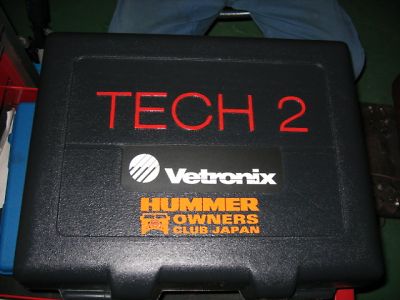 TECH 2
Vetronix
HUMMER
OWNERS
CLUB JAPAN